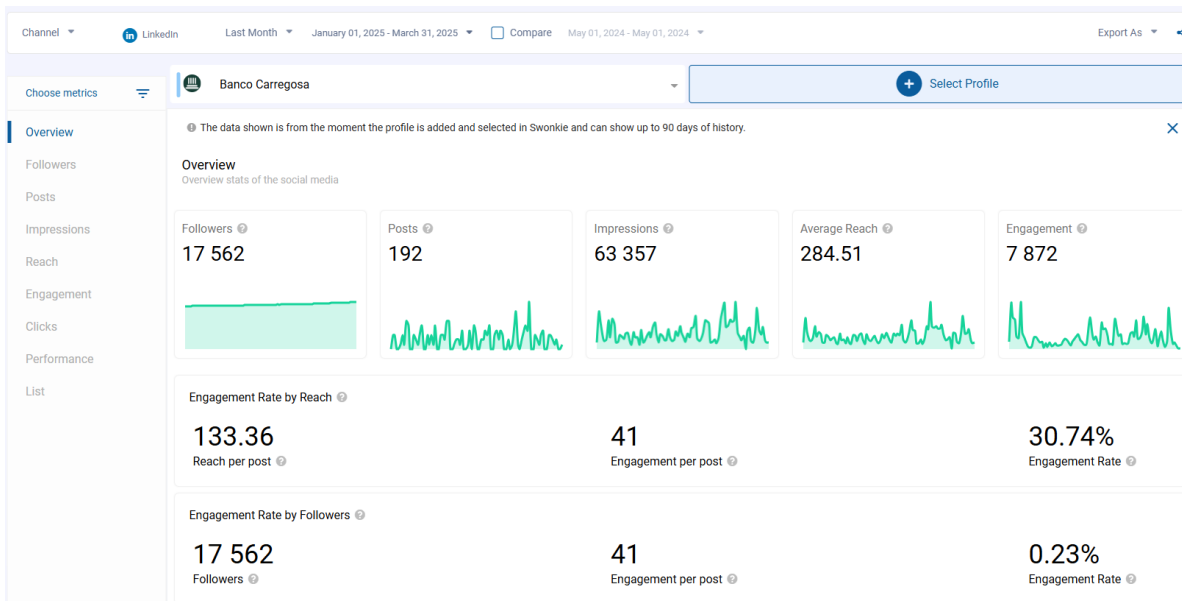 Channel LinkedIn Last Month January 01, 2025 - March 31, 2025 Compare May 01, 2024 - May 01, 2024 Export As
Choose metrics
Overview
Followers
Posts
Impressions
Reach
Engagement
Clicks
Performance
List
Banco Carregosa
+ Select Profile
The data shown is from the moment the profile is added and selected in Swonkie and can show up to 90 days of history.
Overview
Overview stats of the social media
Followers
17 562
Posts
192
Impressions
63 357
Average Reach
284.51
Engagement
7 872
Engagement Rate by Reach
133.36
Reach per post
41
Engagement per post
30.74%
Engagement Rate
Engagement Rate by Followers
17 562
Followers
41
Engagement per post
0.23%
Engagement Rate